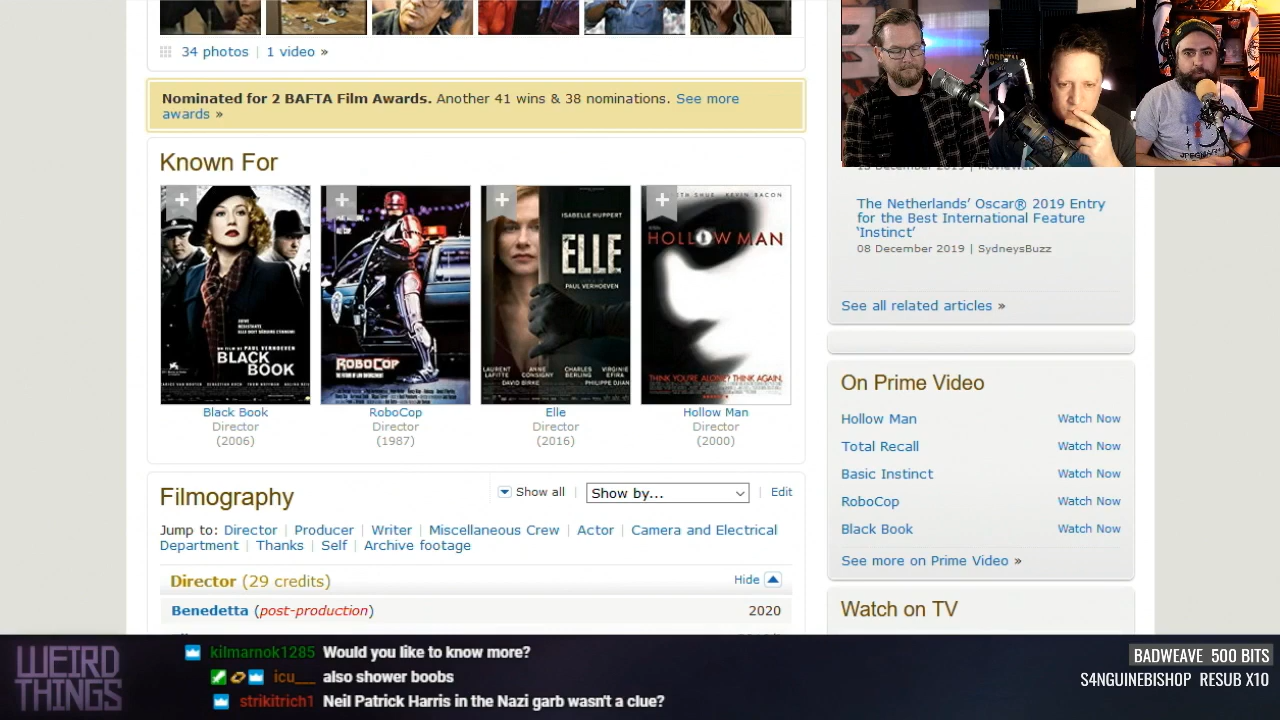 34 photos | 1 video »
Nominated for 2 BAFTA Film Awards. Another 41 wins & 38 nominations. See more
awards »
Known For
BLACK
BOOK
ROBOCOP
ISABELLE HUPPERT
ELLE
PAUL VERHOEVEN
KEVIN BACON
HOLLOW MAN
THINK YOU'RE ALONE? THINK AGAIN.
Black Book
Director
(2006)
RoboCop
Director
(1987)
Elle
Director
(2016)
Hollow Man
Director
(2000)
Filmography
Show all | Show by... | Edit
Jump to: Director | Producer | Writer | Miscellaneous Crew | Actor | Camera and Electrical
Department | Thanks | Self | Archive footage
Director (29 credits)
Hide
Benedetta (post-production)
2020
The Netherlands' Oscar® 2019 Entry
for the Best International Feature
'Instinct'
08 December 2019 | SydneysBuzz
See all related articles »
On Prime Video
Hollow Man Watch Now
Total Recall Watch Now
Basic Instinct Watch Now
RoboCop Watch Now
Black Book Watch Now
See more on Prime Video »
Watch on TV
WEIRD
THINGS
kilmarnok1285 Would you like to know more?
icu___ also shower boobs
strikitrich1 Neil Patrick Harris in the Nazi garb wasn't a clue?
BADWEAVE 500 BITS
S4NGUINEBISHOP RESUB X10